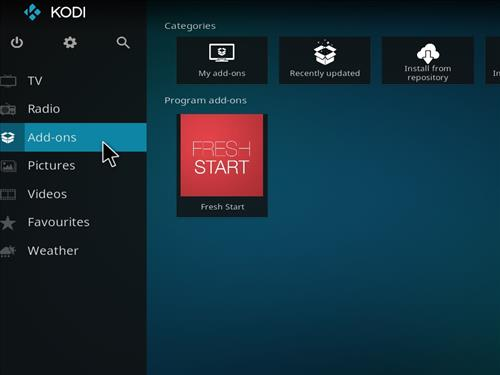 KODI
TV
Radio
Add-ons
Pictures
Videos
Favourites
Weather
Categories
My add-ons
Recently updated
Install from
repository
In
Program add-ons
FRESH
START
Fresh Start